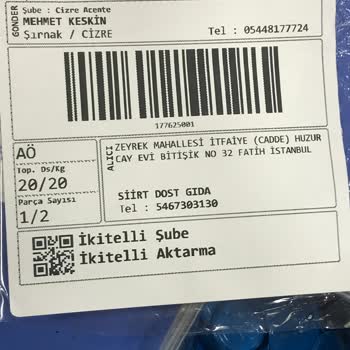 GONDER
Şube : Cizre Acente
MEHMET KESKİN
Şırnak / CİZRE
Tel : 05448177724
177625001
AÖ
Top. Ds/Kg
20/20
Parça Sayısı
1/2
ALICI
ZEYREK MAHALLESİ İTFAİYE (CADDE) HUZUR
CAY EVİ BİTİŞİK NO 32 FATİH İSTANBUL
SİİRT DOST GIDA
Tel : 5467303130
İkitelli Şube
İkitelli Aktarma